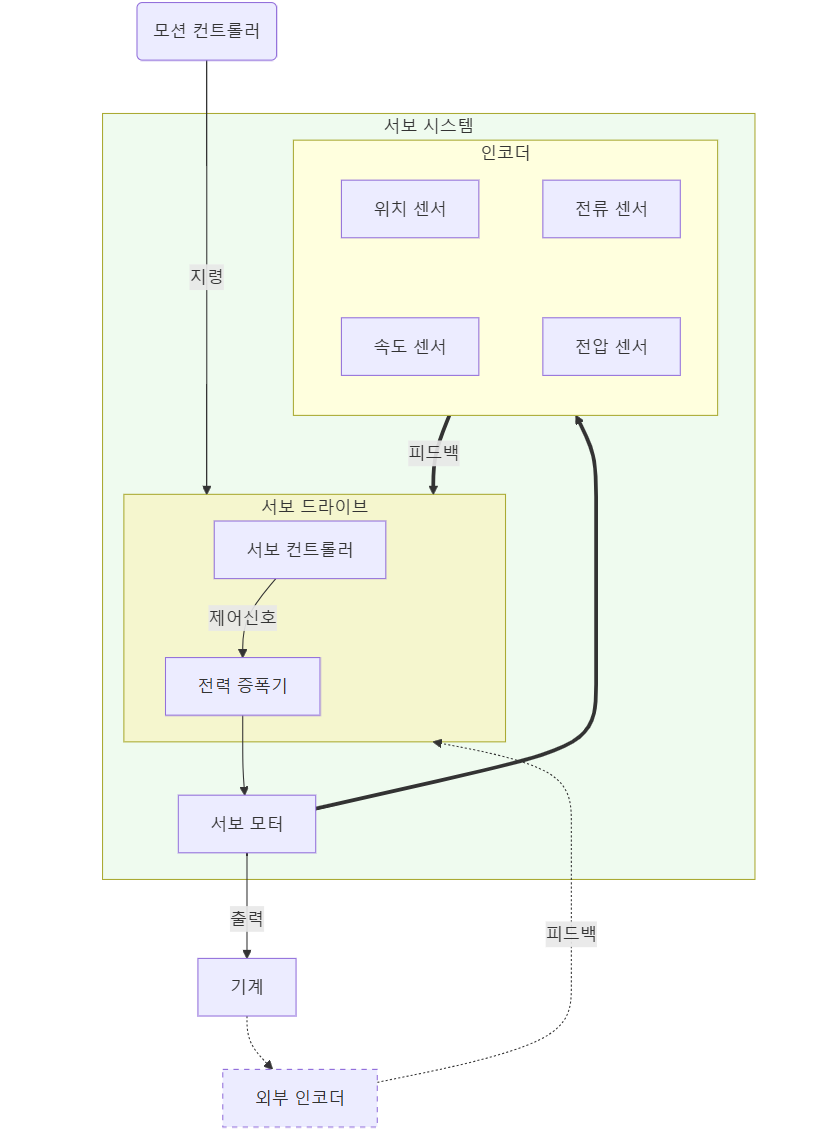 모션 컨트롤러
서보 시스템
인코더
위치 센서
전류 센서
지령
속도 센서
전압 센서
피드백
서보 드라이브
서보 컨트롤러
제어신호
전력 증폭기
서보 모터
출력
피드백
기계
외부 인코더